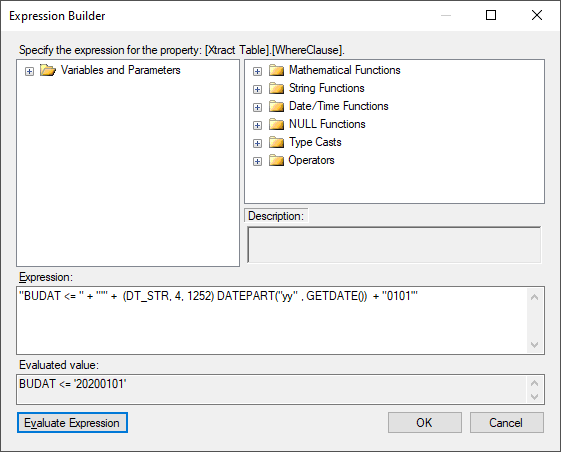 Expression Builder
Specify the expression for the property: [Xtract Table].[WhereClause].
Variables and Parameters
Mathematical Functions
String Functions
Date/Time Functions
NULL Functions
Type Casts
Operators
Description:
Expression:
"BUDAT <= " + "'" + (DT_STR, 4, 1252) DATEPART("yy" , GETDATE()) + "0101'"
Evaluated value:
BUDAT <= '20200101'
Evaluate Expression
OK
Cancel